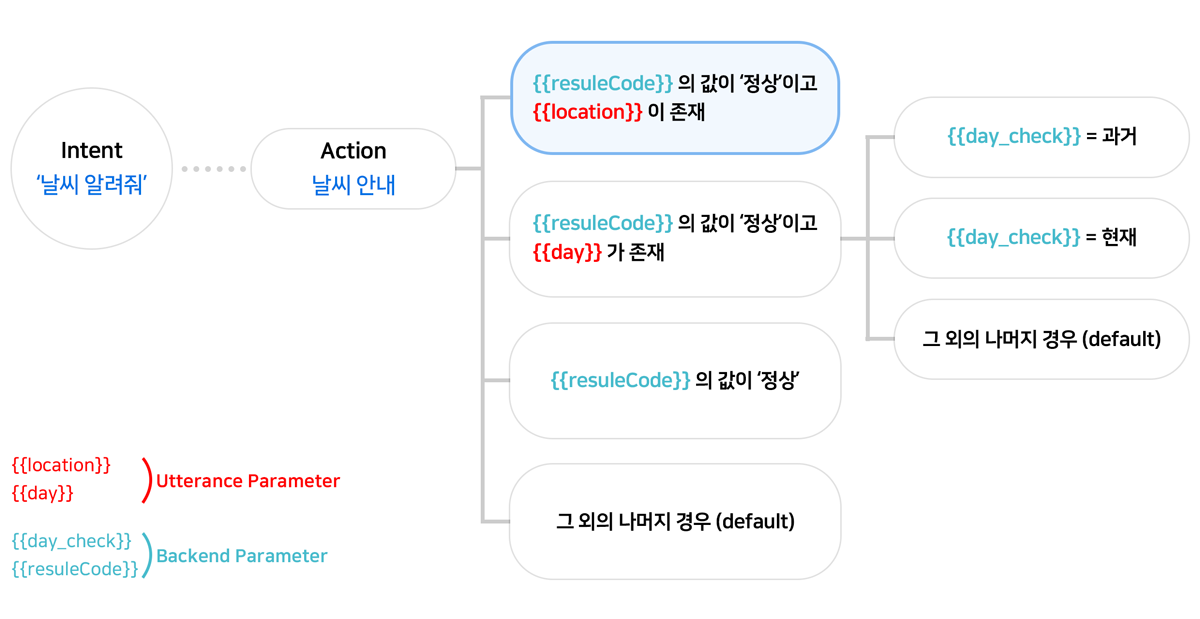 Intent
‘날씨 알려줘’
Action
날씨 안내
{{resuleCode}} 의 값이 ‘정상’이고
{{location}} 이 존재
{{resuleCode}} 의 값이 ‘정상’이고
{{day}} 가 존재
{{resuleCode}} 의 값이 ‘정상’
그 외의 나머지 경우 (default)
{{day_check}} = 과거
{{day_check}} = 현재
그 외의 나머지 경우 (default)
{{location}}
{{day}}
Utterance Parameter
{{day_check}}
{{resuleCode}}
Backend Parameter